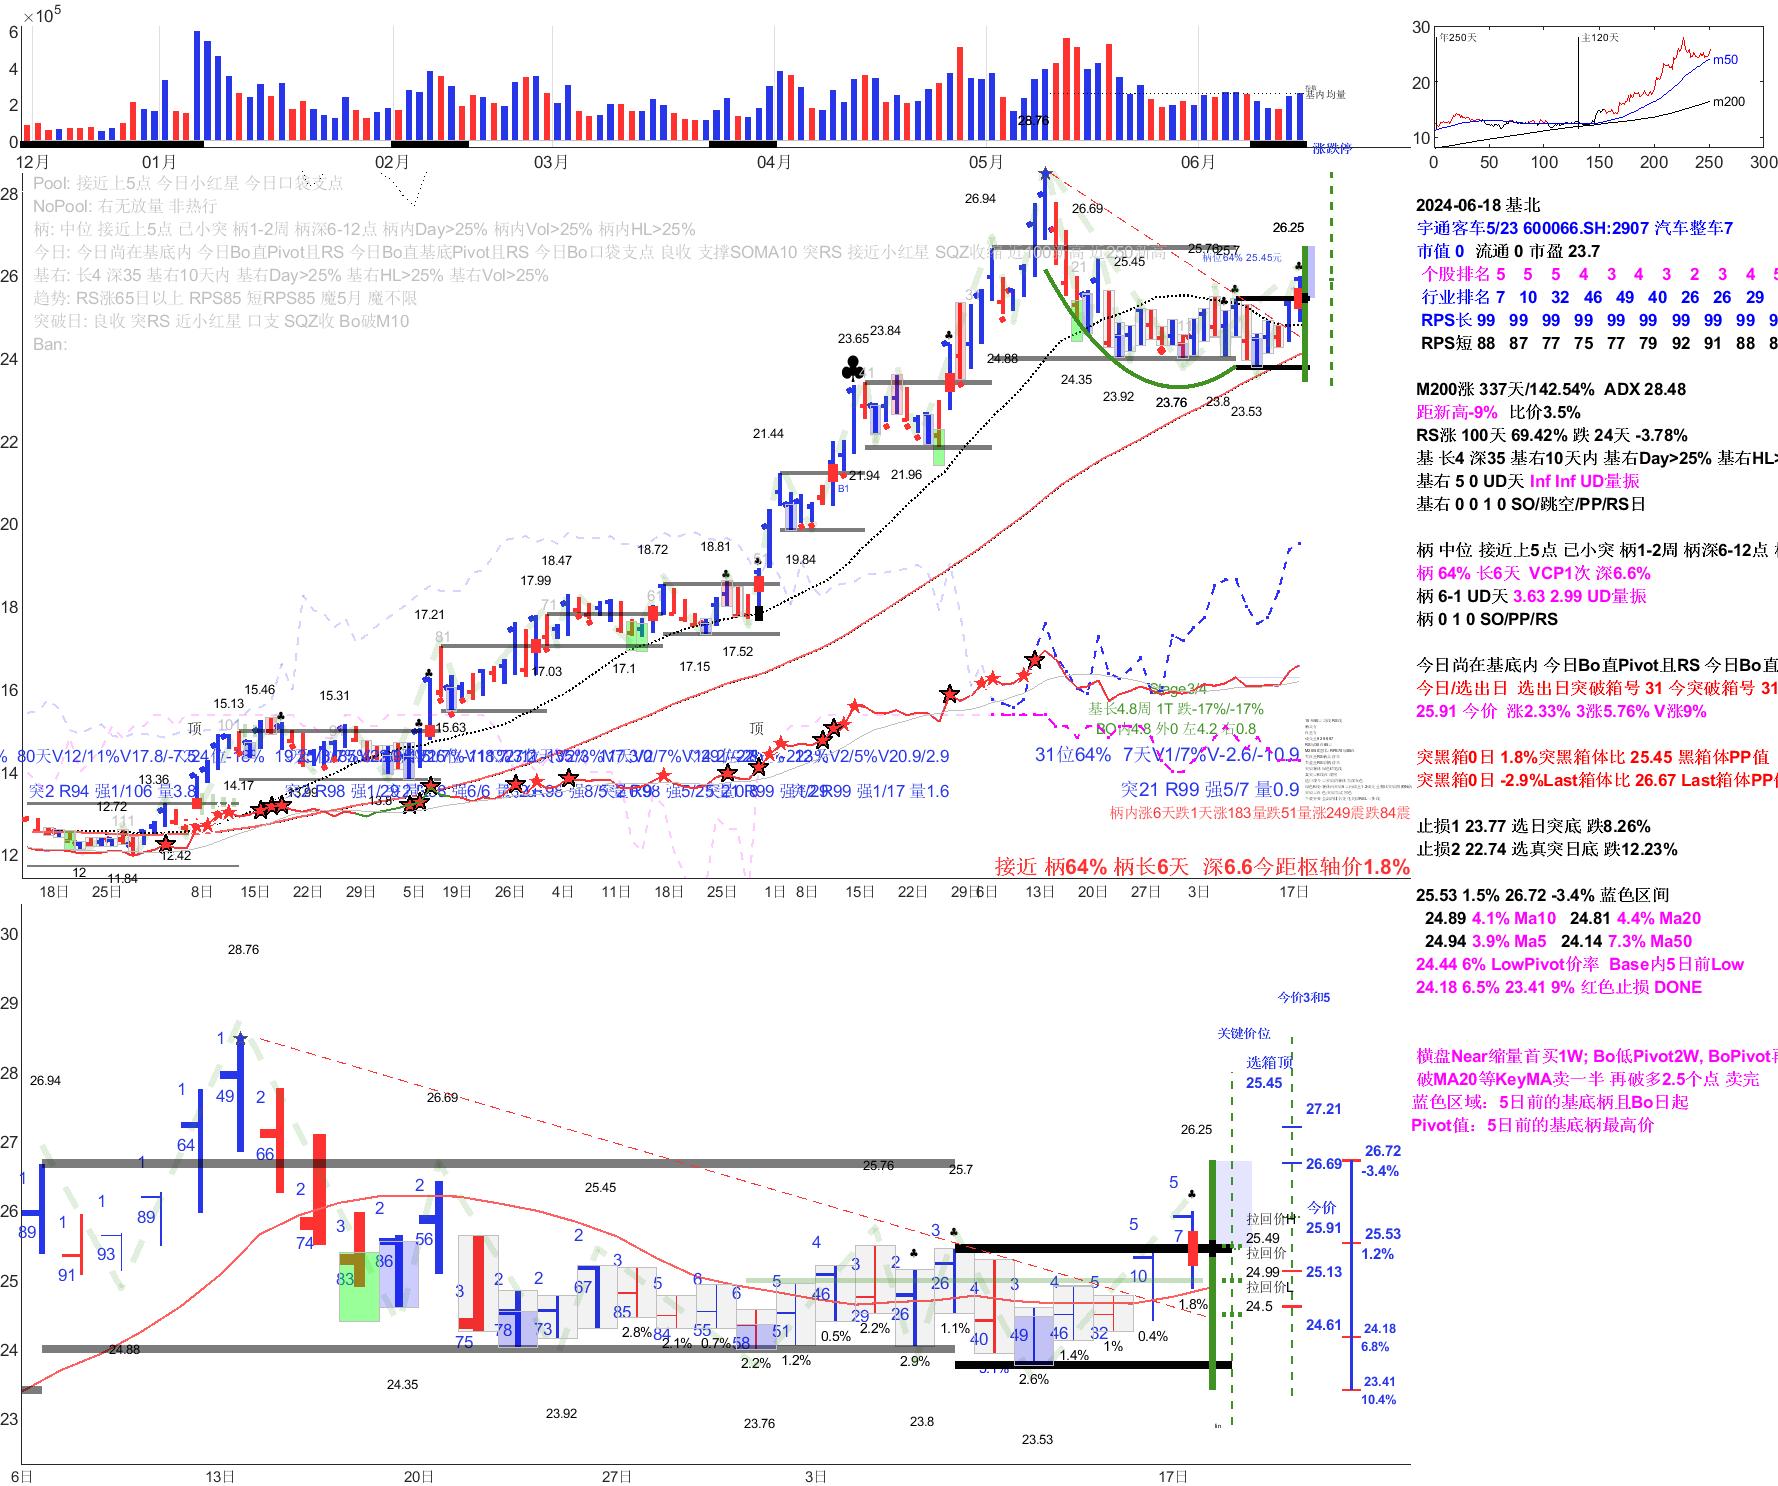 ×10^5
6
4
2
0
28.76
基内均量
12月
01月
02月
03月
04月
05月
06月
涨跌停
30
20
10
年250天
主120天
m50
m200
0
50
100
150
200
250
300
28
26
24
22
20
18
16
14
12
Pool: 接近上5点 今日小红星 今日口袋支点
NoPool: 右无放量 非热行
柄: 中位 接近上5点 己小突 柄1-2周 柄深6-12点 柄内Day>25% 柄内Vol>25% 柄内HL>25%
今日: 今日尚在基底内 今日Bo直Pivot且RS 今日Bo直基底Pivot且RS 今日Bo口袋支点 良收 支撑SOMA10 突RS 接近小红星 SQZ收缩 近100新高 近250新高
基右: 长4 深35 基右10天内 基右Day>25% 基右HL>25% 基右Vol>25%
趋势: RS涨65日以上 RPS85 短RPS85 魔5月 魔不限
突破日: 良收 突RS 近小红星 口支 SQZ收 Bo破M10
Ban:
26.94
26.69
26.25
25.76
25.7
25.45
柄位64% 25.45元
21
24.88
24.35
23.92
23.76
23.8
23.53
23.65
23.84
21.44
21.94
21.96
B1
19.84
18.47
18.72
18.81
17.99
17.21
71
81
17.03
17.1
17.15
17.52
15.13
15.46
15.31
15.63
顶
顶
101
13.36
14.17
12.72
111
12.42
12
11.84
13.99
13.8
Stage3/4
基长4.8周 1T 跌-17%/-17%
BO内4.8 外0 左4.2 右0.8
31位64% 7天V1/7%V-2.6/-10.9
突21 R99 强5/7 量0.9
柄内涨6天跌1天涨183量跌51量涨249震跌84震
接近 柄64% 柄长6天 深6.6今距枢轴价1.8%
80天V12/11%V17.8/-7.5
突2 R94 强1/106 量3.8
18日
25日
8日
15日
22日
29日
5日
19日
26日
4日
11日
18日
25日
1日
8日
15日
22日
29日
6日
13日
20日
27日
3日
17日
2024-06-18 基北
宇通客车5/23 600066.SH:2907 汽车整车7
市值 0 流通 0 市盈 23.7
个股排名 5 5 5 4 3 4 3 2 3 4 5
行业排名 7 10 32 46 49 40 26 26 29
RPS长 99 99 99 99 99 99 99 99 99 9
RPS短 88 87 77 75 77 79 92 91 88 8
M200涨 337天/142.54% ADX 28.48
距新高-9% 比价3.5%
RS涨 100天 69.42% 跌 24天 -3.78%
基 长4 深35 基右10天内 基右Day>25% 基右HL>
基右 5 0 UD天 Inf Inf UD量振
基右 0 0 1 0 SO/跳空/PP/RS日
柄 中位 接近上5点 己小突 柄1-2周 柄深6-12点
柄 64% 长6天 VCP1次 深6.6%
柄 6-1 UD天 3.63 2.99 UD量振
柄 0 1 0 SO/PP/RS
今日尚在基底内 今日Bo直Pivot且RS 今日Bo直
今日/选出日 选出日突破箱号 31 今突破箱号 31
25.91 今价 涨2.33% 3涨5.76% V涨9%
突黑箱0日 1.8%突黑箱体比 25.45 黑箱体PP值
突黑箱0日 -2.9%Last箱体比 26.67 Last箱体PP值
止损1 23.77 选日突底 跌8.26%
止损2 22.74 选真突日底 跌12.23%
25.53 1.5% 26.72 -3.4% 蓝色区间
24.89 4.1% Ma10 24.81 4.4% Ma20
24.94 3.9% Ma5 24.14 7.3% Ma50
24.44 6% LowPivot价率 Base内5日前Low
24.18 6.5% 23.41 9% 红色止损 DONE
横盘Near缩量首买1W; Bo低Pivot2W, BoPivot再
破MA20等KeyMA卖一半 再破多2.5个点 卖完
蓝色区域：5日前的基底柄且Bo日起
Pivot值：5日前的基底柄最高价
30
29
28
27
26
25
24
23
28.76
26.94
26.69
25.45
25.76
25.7
26.25
24.88
24.35
23.92
23.76
23.8
23.53
1
89
1
91
1
93
1
89
1
64
1
49
2
66
2
74
3
83
2
86
2
56
3
75
2
78
2
73
2
67
3
85
2.8%
5
84
2.1%
6
55
0.7%
6
58
2.2%
5
51
1.2%
4
46
0.5%
3
29
2.2%
2
26
2.9%
3
26
1.1%
4
40
3.1%
3
49
2.6%
4
46
1.4%
5
32
1%
5
10
0.4%
5
7
1.8%
今价3和5
关键价位
选箱顶
25.45
27.21
26.69
拉回价H
25.49
拉回价
24.99
拉回价L
24.5
今价
25.91
25.13
24.61
26.72
-3.4%
25.53
1.2%
24.18
6.8%
23.41
10.4%
6日
13日
20日
27日
3日
17日